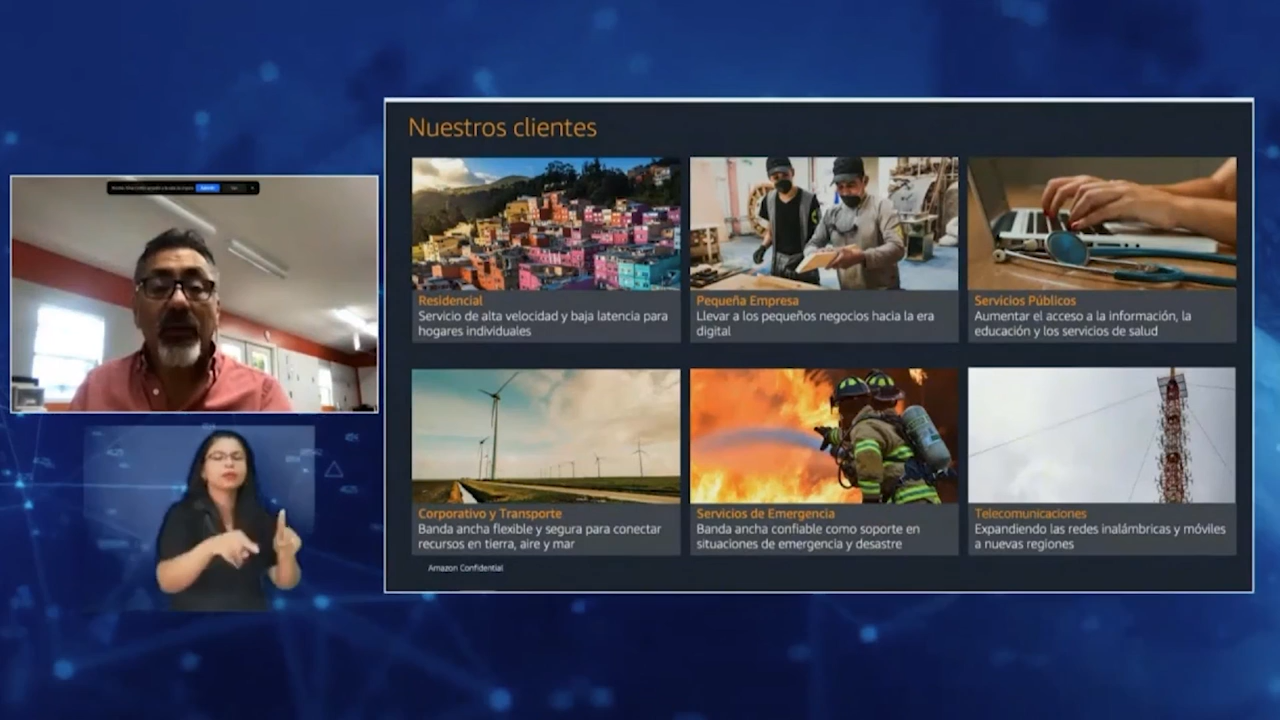 Nuestros clientes
Residencial
Servicio de alta velocidad y baja latencia para
hogares individuales
Pequeña Empresa
Llevar a los pequeños negocios hacia la era
digital
Servicios Públicos
Aumentar el acceso a la información, la
educación y los servicios de salud
Corporativo y Transporte
Banda ancha flexible y segura para conectar
recursos en tierra, aire y mar
Servicios de Emergencia
Banda ancha confiable como soporte en
situaciones de emergencia y desastre
Telecomunicaciones
Expandiendo las redes inalámbricas y móviles
a nuevas regiones
Amazon Confidential